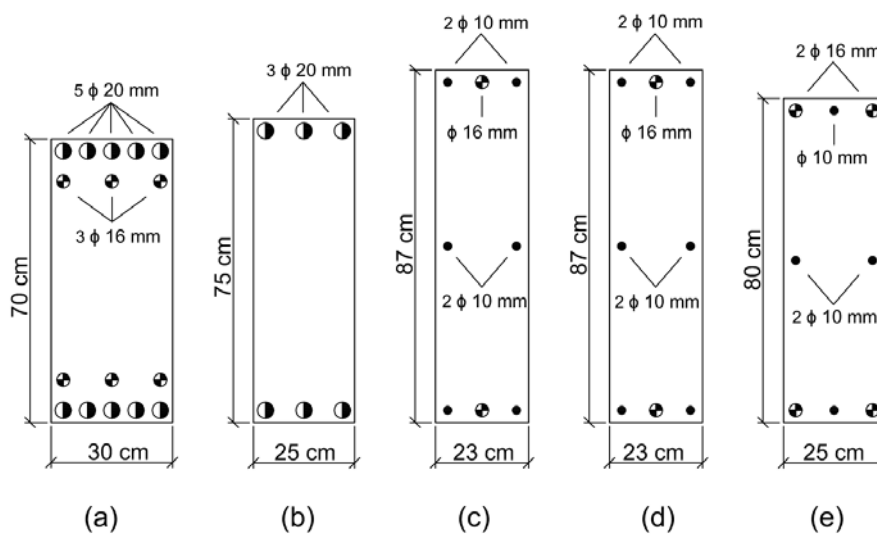 5 ϕ 20 mm
3 ϕ 16 mm
70 cm
30 cm
(a)
3 ϕ 20 mm
75 cm
25 cm
(b)
2 ϕ 10 mm
ϕ 16 mm
87 cm
2 ϕ 10 mm
23 cm
(c)
2 ϕ 10 mm
ϕ 16 mm
87 cm
2 ϕ 10 mm
23 cm
(d)
2 ϕ 16 mm
ϕ 10 mm
80 cm
2 ϕ 10 mm
25 cm
(e)